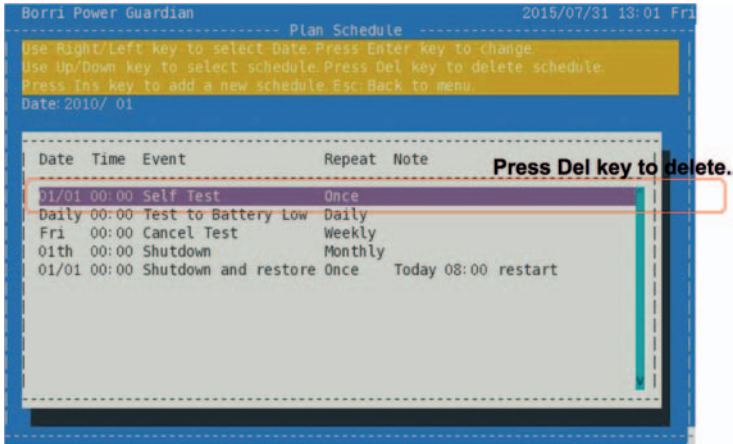 Borri Power Guardian 2015/07/31 13:01 Fri
Plan Schedule
Use Right/Left key to select Date. Press Enter key to change.
Use Up/Down key to select schedule. Press Del key to delete schedule.
Press Ins key to add a new schedule. Esc: Back to menu.
Date: 2010/ 01
Date Time Event Repeat Note
Press Del key to delete.
01/01 00:00 Self Test Once
Daily 00:00 Test to Battery Low Daily
Fri 00:00 Cancel Test Weekly
01th 00:00 Shutdown Monthly
01/01 00:00 Shutdown and restore Once Today 08:00 restart
v